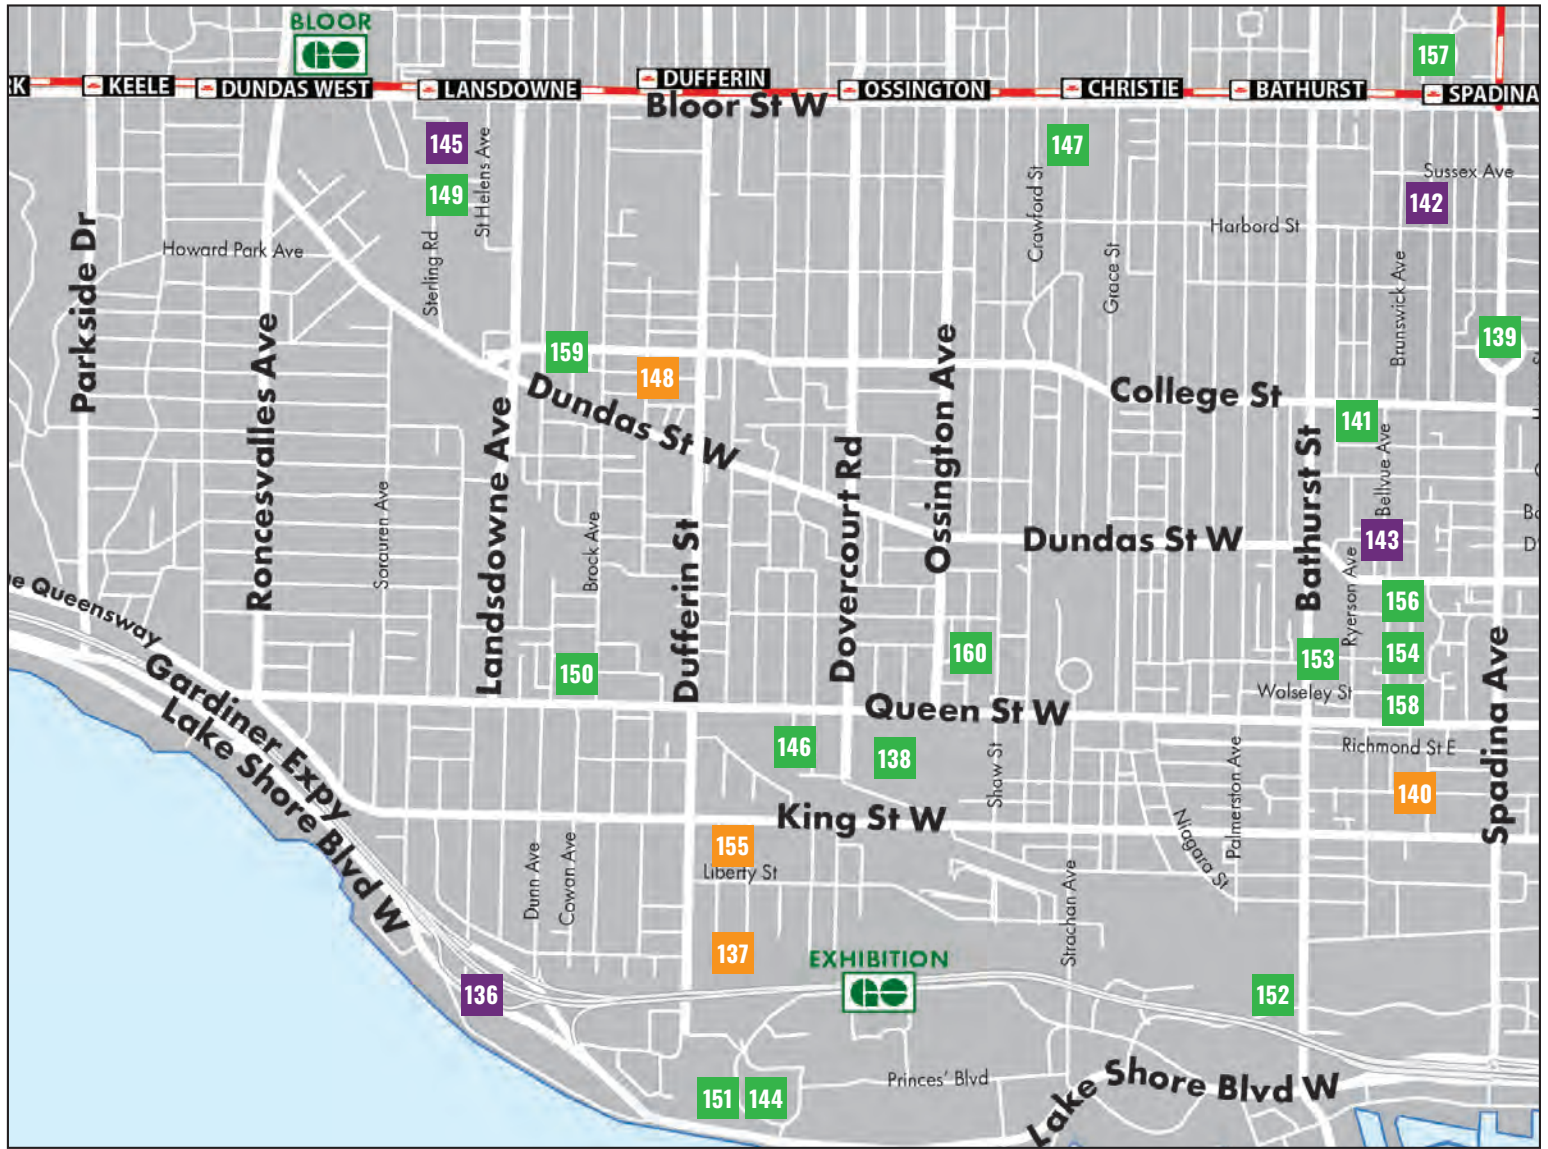 BLOOR
GO
157
RK
KEELE
DUNDAS WEST
LANSDOWNE
DUFFERIN
OSSINGTON
CHRISTIE
BATHURST
SPADINA
Bloor St W
145
147
St Helens Ave
149
Crawford St
Sussex Ave
142
Harbord St
Parkside Dr
Howard Park Ave
Sterling Rd
Grace St
Brunswick Ave
159
139
148
Roncesvalles Ave
Dundas St W
College St
Ossington Ave
141
Landsdowne Ave
Bellvue Ave
Bathurst St
Dovercourt Rd
Sorauren Ave
Brock Ave
Dufferin St
Dundas St W
143
Ryerson Ave
156
e Queensway
160
153
154
150
Wolseley St
158
Spadina Ave
Gardiner Expy
Lake Shore Blvd W
Queen St W
146
138
Shaw St
Palmerston Ave
Richmond St E
140
King St W
Niagara St
155
Liberty St
Dunn Ave
Cowan Ave
Strachan Ave
137
EXHIBITION
GO
136
152
Princes' Blvd
151
144
Lake Shore Blvd W